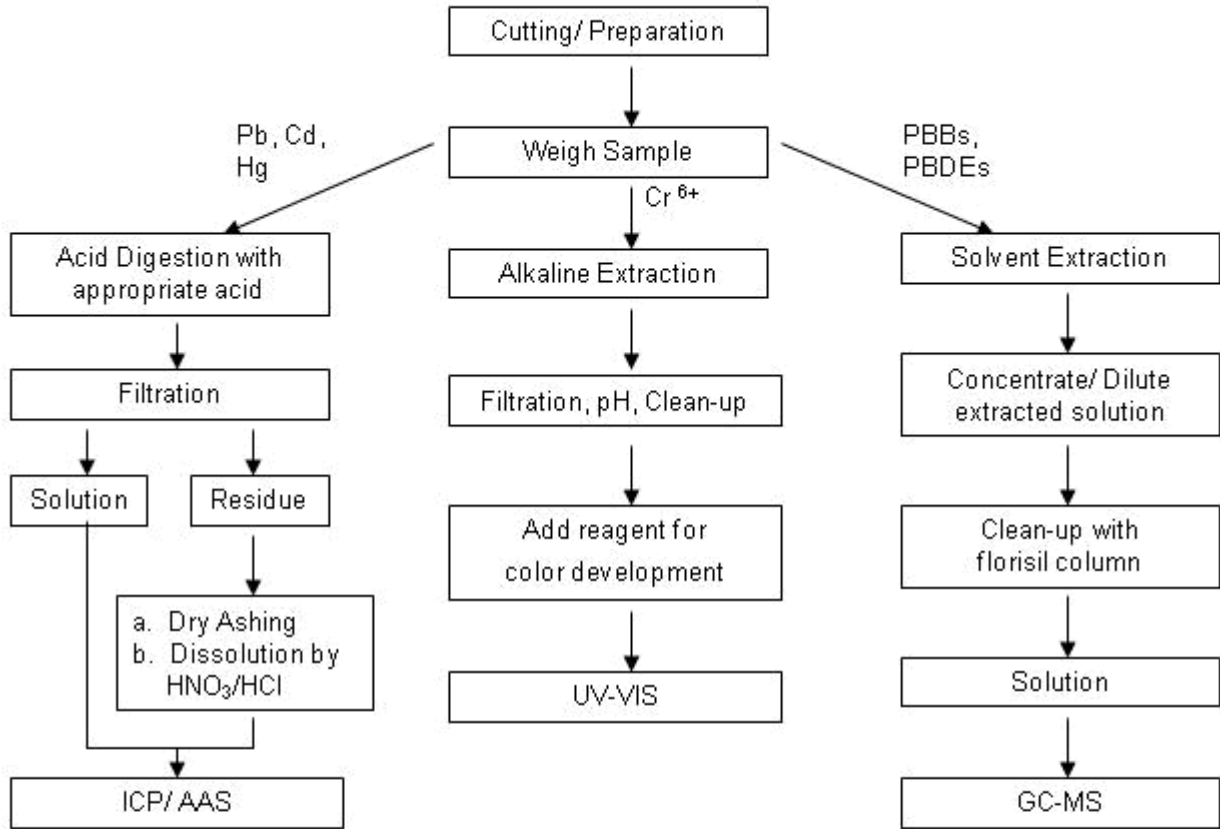 Cutting/ Preparation
Pb, Cd,
Hg
Weigh Sample
PBBs,
PBDEs
Cr ⁶⁺
Acid Digestion with
appropriate acid
Alkaline Extraction
Solvent Extraction
Filtration
Filtration, pH, Clean-up
Concentrate/ Dilute
extracted solution
Solution
Residue
Add reagent for
color development
Clean-up with
florisil column
a. Dry Ashing
b. Dissolution by
HNO₃/HCl
UV-VIS
Solution
ICP/ AAS
GC-MS